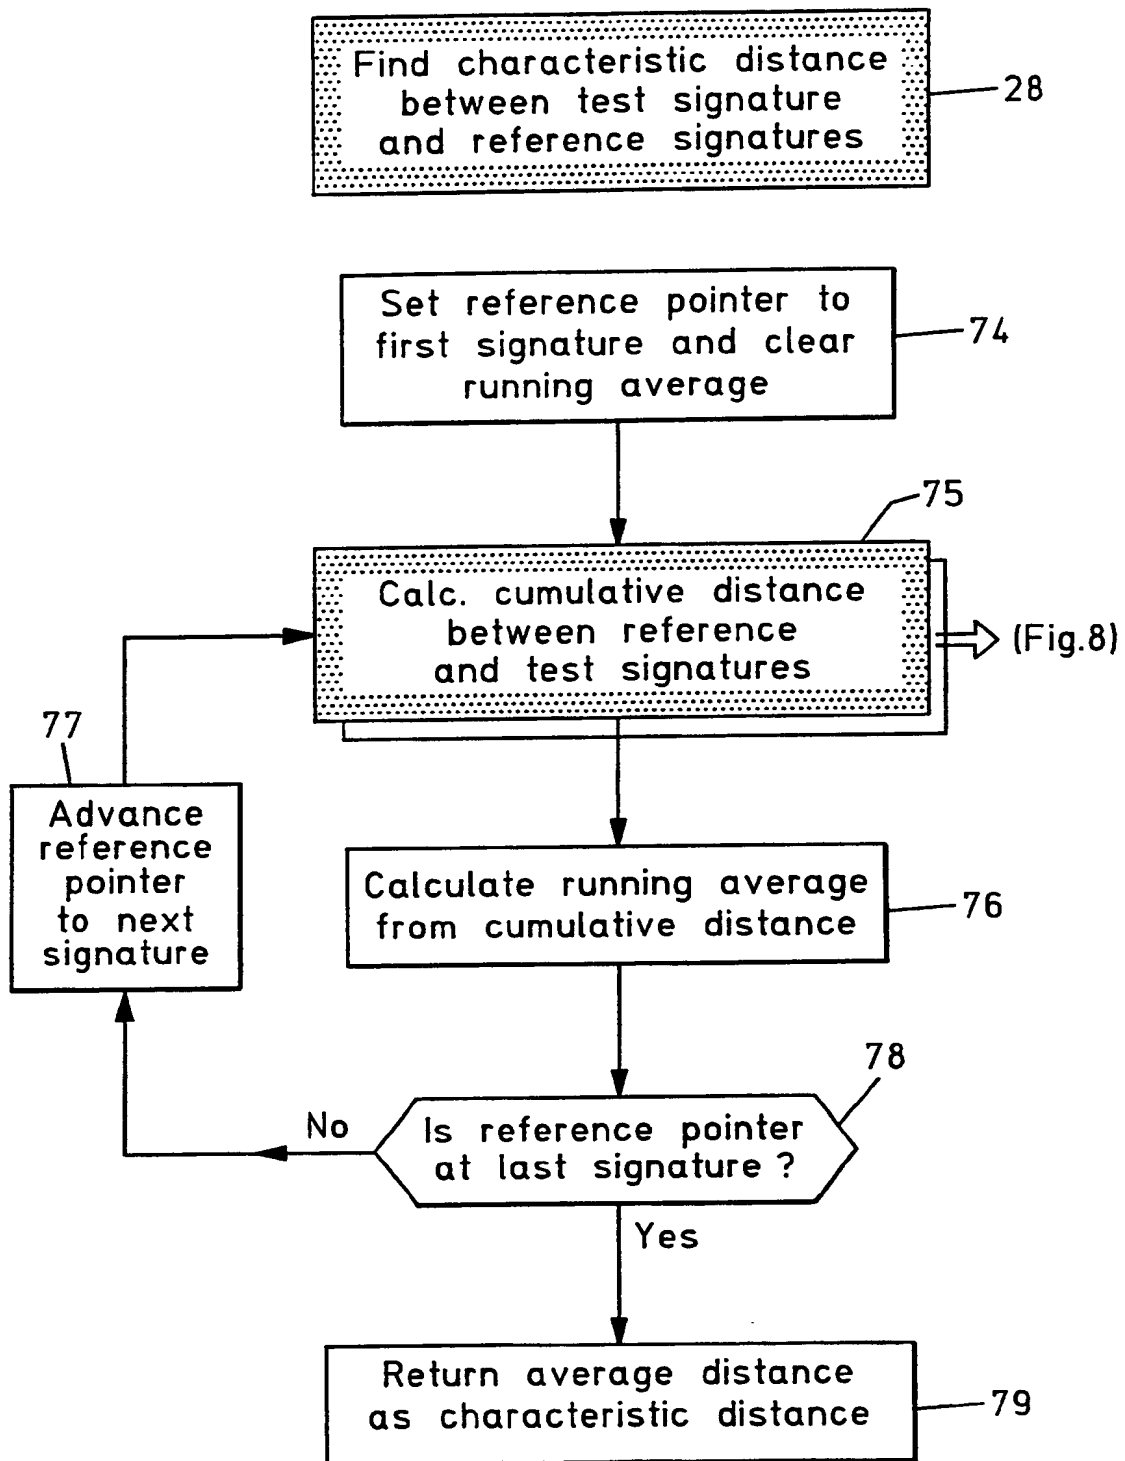 Find characteristic distance
between test signature
and reference signatures
28
Set reference pointer to
first signature and clear
running average
74
75
Calc. cumulative distance
between reference
and test signatures
(Fig.8)
77
Advance
reference
pointer
to next
signature
Calculate running average
from cumulative distance
76
78
Is reference pointer
at last signature ?
No
Yes
Return average distance
as characteristic distance
79